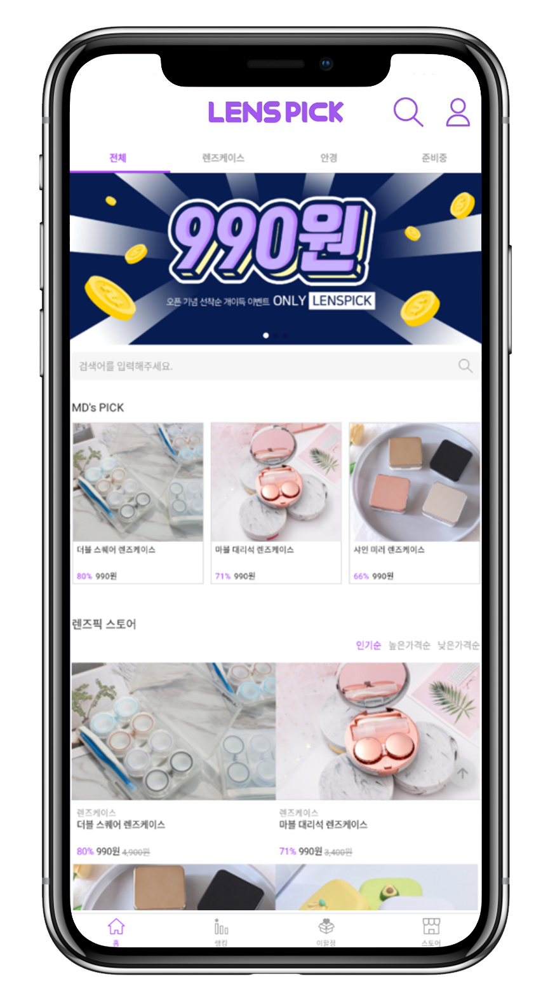 LENS PICK
전체 렌즈케이스 안경 준비중
990원
오픈 기념 선착순 개이득 이벤트 ONLY LENSPICK
검색어를 입력해주세요.
MD's PICK
더블 스퀘어 렌즈케이스
80% 990원
마블 대리석 렌즈케이스
71% 990원
샤인 미러 렌즈케이스
66% 990원
렌즈픽 스토어
인기순 높은가격순 낮은가격순
렌즈케이스
더블 스퀘어 렌즈케이스
80% 990원 4,900원
렌즈케이스
마블 대리석 렌즈케이스
71% 990원 3,400원
홈 랭킹 이할정 스토어